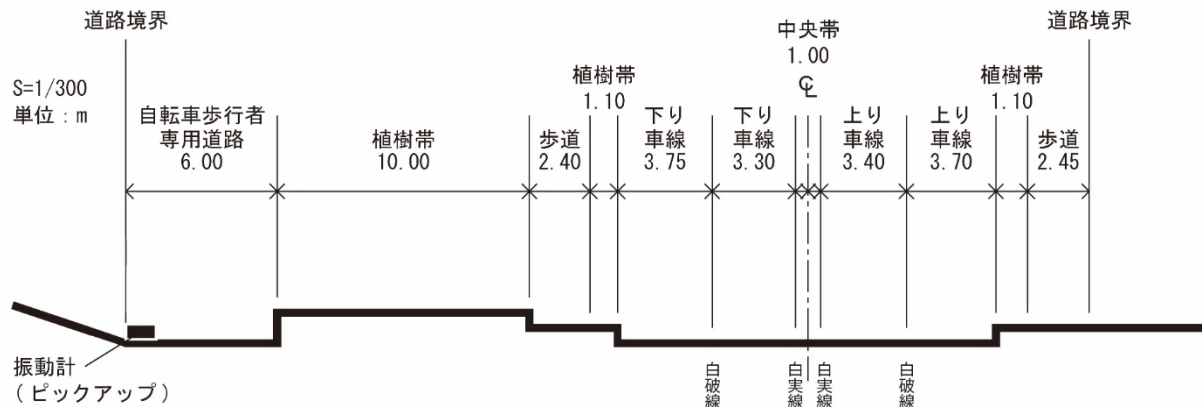 道路境界
S=1/300
単位：m
自転車歩行者
専用道路
6.00
植樹帯
10.00
歩道
2.40
植樹帯
1.10
下り
車線
3.75
下り
車線
3.30
中央帯
1.00
℄
上り
車線
3.40
上り
車線
3.70
植樹帯
1.10
歩道
2.45
道路境界
振動計
(ピックアップ)
白破線
白実線
白実線
白破線